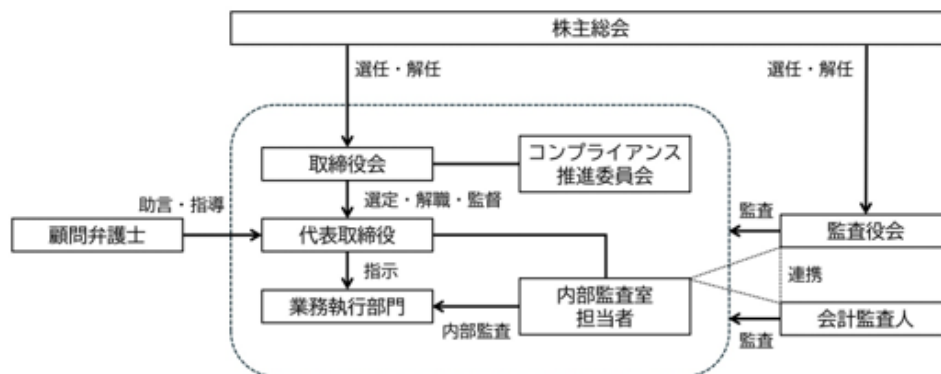 株主総会
選任・解任
選任・解任
取締役会
コンプライアンス
推進委員会
助言・指導
選定・解職・監督
監査
顧問弁護士
代表取締役
監査役会
指示
連携
業務執行部門
内部監査室
担当者
内部監査
会計監査人
監査